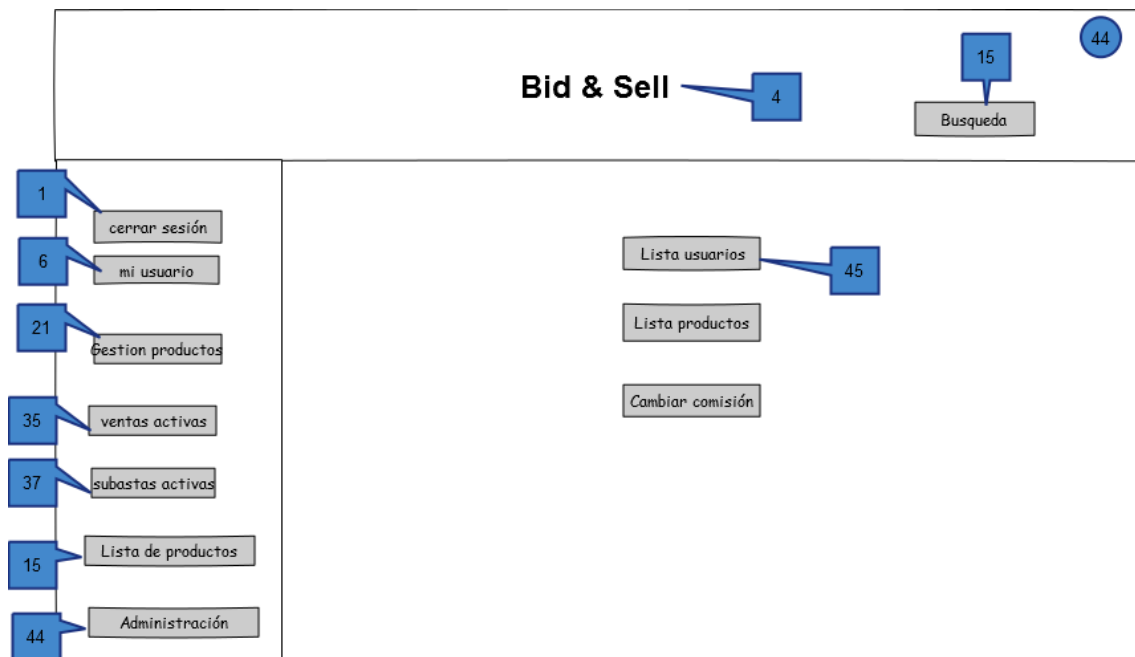 44
15
Bid & Sell
4
Busqueda
1
cerrar sesión
6
mi usuario
21
Gestion productos
35
ventas activas
37
subastas activas
15
Lista de productos
44
Administración
Lista usuarios
45
Lista productos
Cambiar comisión